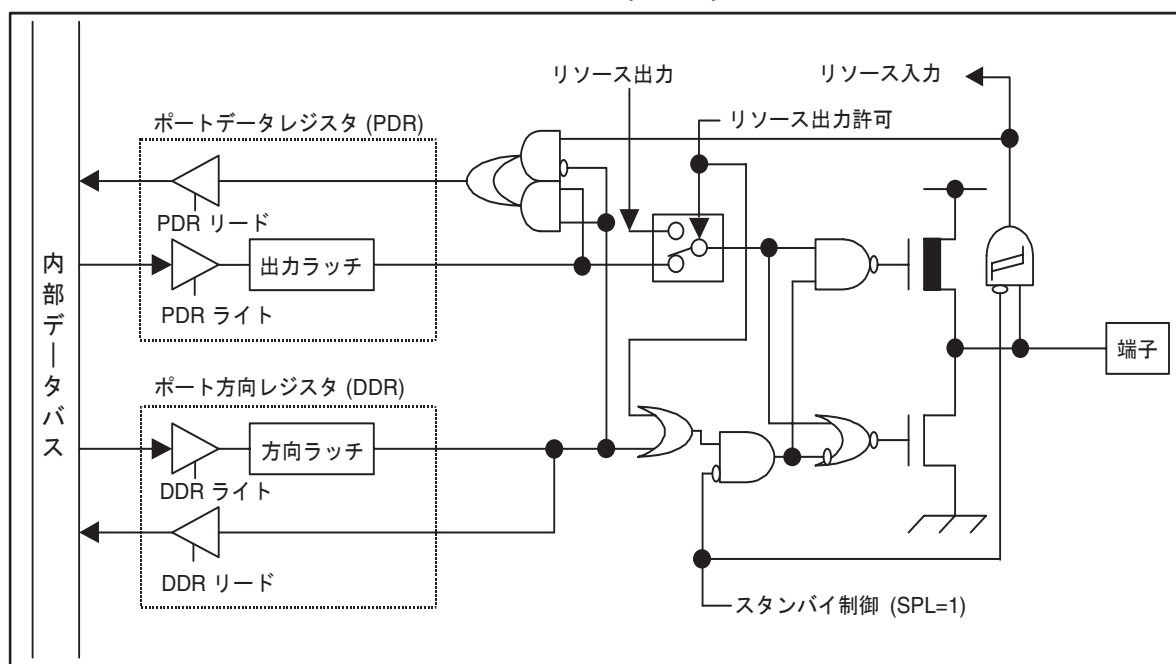 リソース出力
リソース入力
ポートデータレジスタ (PDR)
リソース出力許可
PDR リード
出力ラッチ
PDR ライト
内部データバス
端子
ポート方向レジスタ (DDR)
方向ラッチ
DDR ライト
DDR リード
スタンバイ制御 (SPL=1)